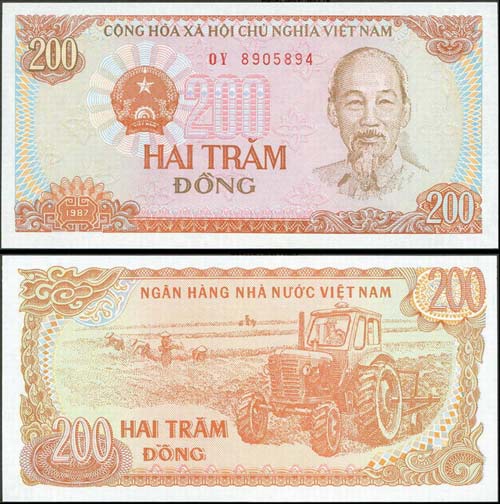 CỘNG HÒA XÃ HỘI CHỦ NGHĨA VIỆT NAM
200
OY 8905894
200
HAI TRĂM
ĐỒNG
1987
200
NGÂN HÀNG NHÀ NƯỚC VIỆT NAM
200
200
HAI TRĂM
ĐỒNG